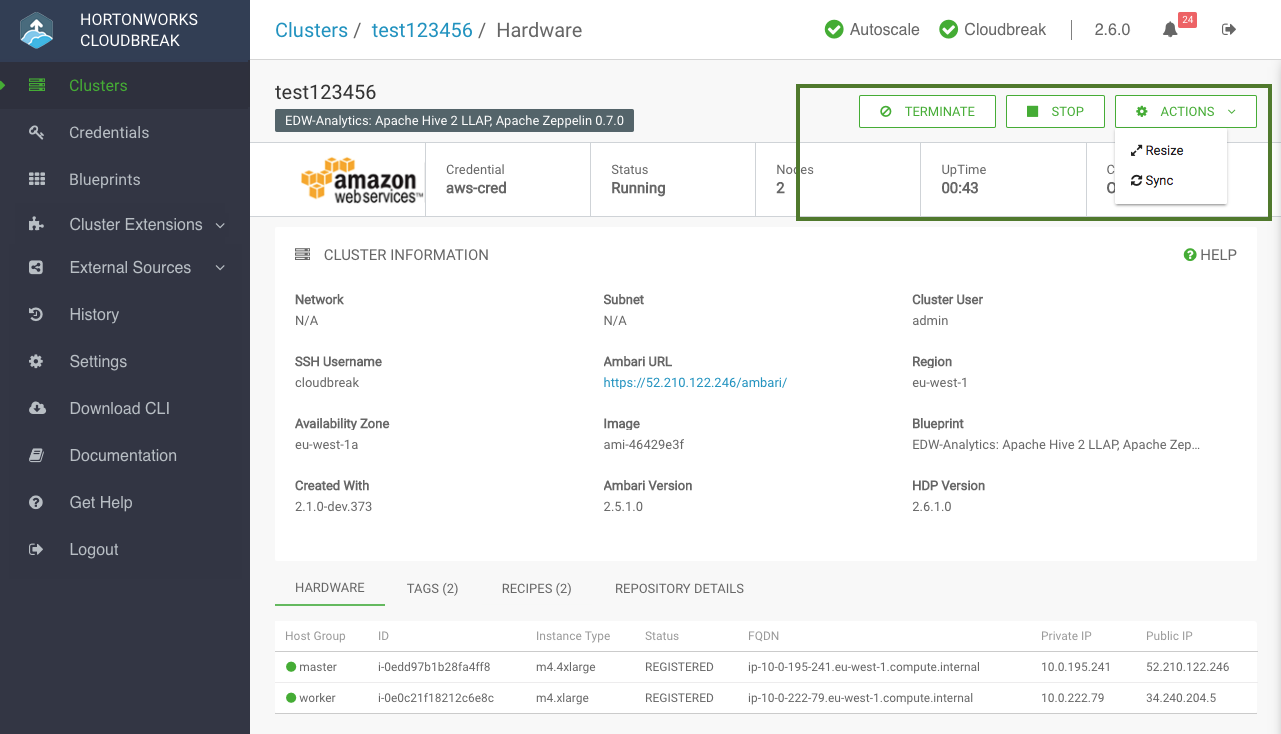 HORTONWORKS
CLOUDBREAK
Clusters
Credentials
Blueprints
Cluster Extensions
External Sources
History
Settings
Download CLI
Documentation
Get Help
Logout
Clusters / test123456 / Hardware
Autoscale Cloudbreak 2.6.0 24
test123456
EDW-Analytics: Apache Hive 2 LLAP, Apache Zeppelin 0.7.0
TERMINATE STOP ACTIONS
Resize
Sync
amazon
webservices™
Credential
aws-cred
Status
Running
Nodes
2
UpTime
00:43
C
O
CLUSTER INFORMATION HELP
Network Subnet Cluster User
N/A N/A admin
SSH Username Ambari URL Region
cloudbreak https://52.210.122.246/ambari/ eu-west-1
Availability Zone Image Blueprint
eu-west-1a ami-46429e3f EDW-Analytics: Apache Hive 2 LLAP, Apache Zep...
Created With Ambari Version HDP Version
2.1.0-dev.373 2.5.1.0 2.6.1.0
HARDWARE TAGS (2) RECIPES (2) REPOSITORY DETAILS
Host Group ID Instance Type Status FQDN Private IP Public IP
master i-0edd97b1b28fa4ff8 m4.4xlarge REGISTERED ip-10-0-195-241.eu-west-1.compute.internal 10.0.195.241 52.210.122.246
worker i-0e0c21f18212c6e8c m4.xlarge REGISTERED ip-10-0-222-79.eu-west-1.compute.internal 10.0.222.79 34.240.204.5